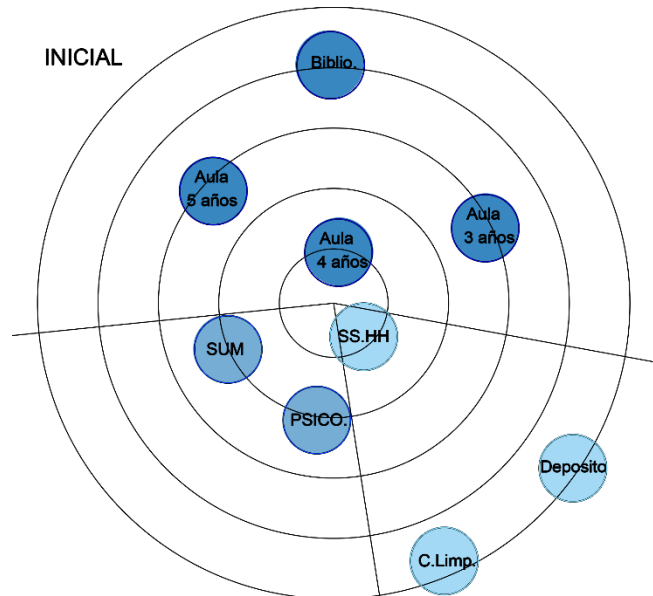 INICIAL
Biblio.
Aula
5 años
Aula
3 años
Aula
4 años
SS.HH
SUM
PSICO.
Deposito
C.Limp.